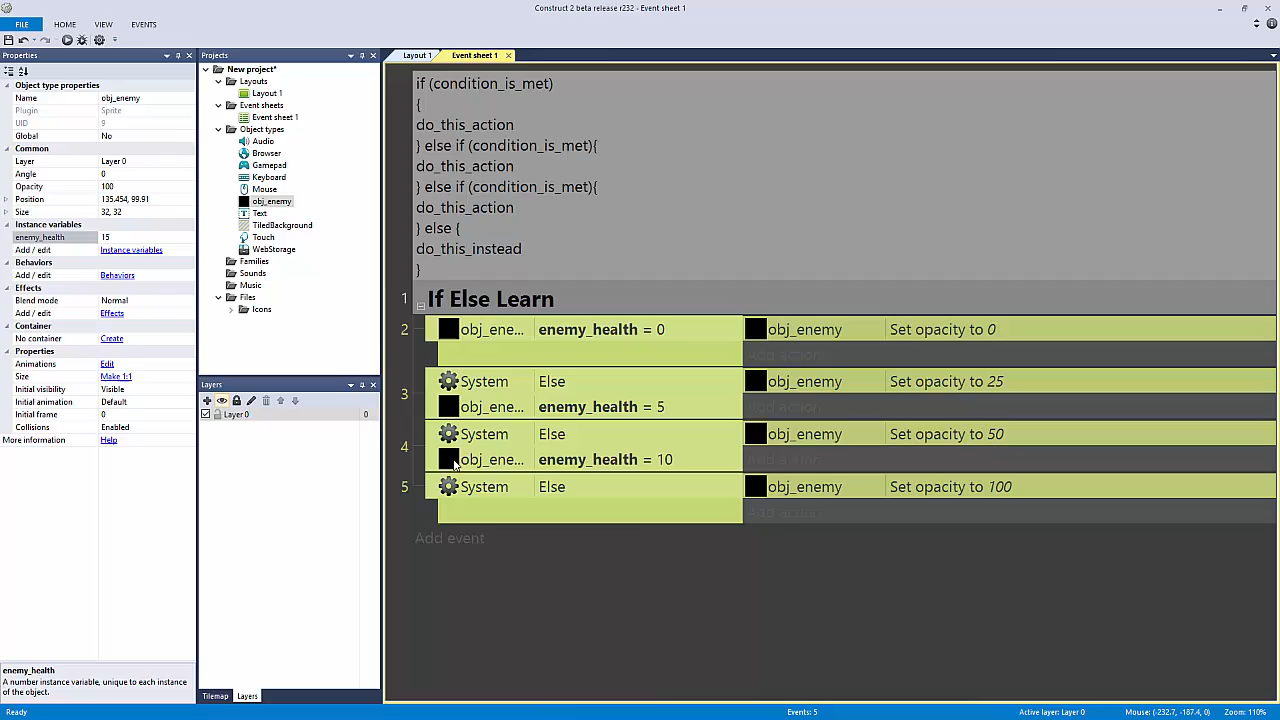 Construct 2 beta release r232 - Event sheet 1
FILE HOME VIEW EVENTS
Properties
Object type properties
Name obj_enemy
Plugin Sprite
UID 9
Global No
Common
Layer Layer 0
Angle 0
Opacity 100
Position 135.454, 99.91
Size 32, 32
Instance variables
enemy_health 15
Add / edit Instance variables
Behaviors
Add / edit Behaviors
Effects
Blend mode Normal
Add / edit Effects
Container
No container Create
Properties
Animations Edit
Size Make 1:1
Initial visibility Visible
Initial animation Default
Initial frame 0
Collisions Enabled
More information Help
enemy_health
A number instance variable, unique to each instance
of the object.
Projects
New project*
Layouts
Layout 1
Event sheets
Event sheet 1
Object types
Audio
Browser
Gamepad
Keyboard
Mouse
obj_enemy
Text
TiledBackground
Touch
WebStorage
Families
Sounds
Music
Files
Icons
Layers
Layer 0 0
Tilemap Layers
Layout 1 Event sheet 1
if (condition_is_met)
{
do_this_action
} else if (condition_is_met){
do_this_action
} else if (condition_is_met){
do_this_action
} else {
do_this_instead
}
1 If Else Learn
2 obj_ene... enemy_health = 0 obj_enemy Set opacity to 0
Add action
3 System Else obj_enemy Set opacity to 25
obj_ene... enemy_health = 5 Add action
4 System Else obj_enemy Set opacity to 50
obj_ene... enemy_health = 10 Add action
5 System Else obj_enemy Set opacity to 100
Add action
Add event
Ready Events: 5 Active layer: Layer 0 Mouse: (-232.7, -187.4, 0) Zoom: 110%